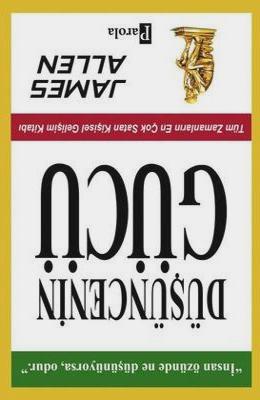 “İnsan özünde ne düşünüyorsa, odur.”
DÜŞÜNCENİN
GÜCÜ
Tüm Zamanların En Çok Satan Kişisel Gelişim Kitabı
JAMES
ALLEN
Parola